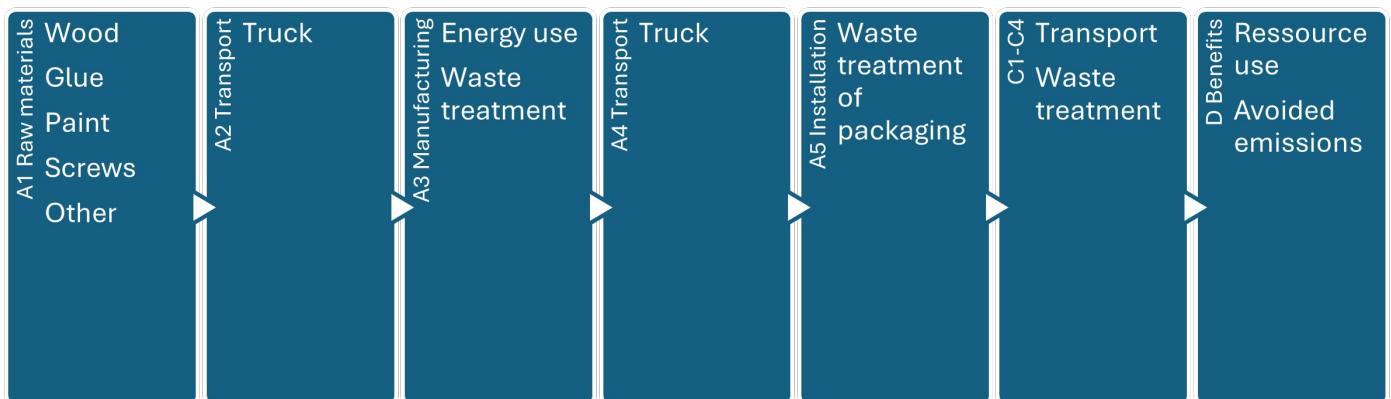 A1 Raw materials
Wood
Glue
Paint
Screws
Other
A2 Transport
Truck
A3 Manufacturing
Energy use
Waste
treatment
A4 Transport
Truck
A5 Installation
Waste
treatment
of
packaging
C1-C4
Transport
Waste
treatment
D Benefits
Ressource
use
Avoided
emissions